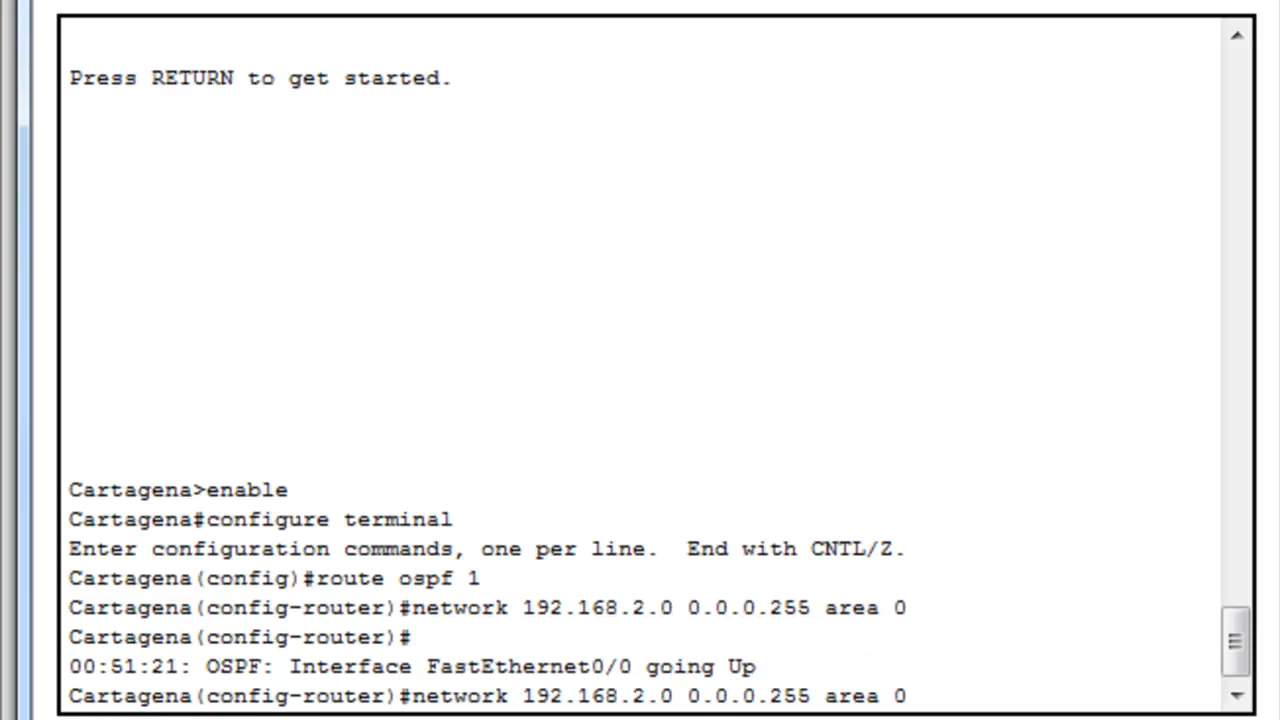 Press RETURN to get started.
Cartagena>enable
Cartagena#configure terminal
Enter configuration commands, one per line.  End with CNTL/Z.
Cartagena(config)#route ospf 1
Cartagena(config-router)#network 192.168.2.0 0.0.0.255 area 0
Cartagena(config-router)#
00:51:21: OSPF: Interface FastEthernet0/0 going Up
Cartagena(config-router)#network 192.168.2.0 0.0.0.255 area 0